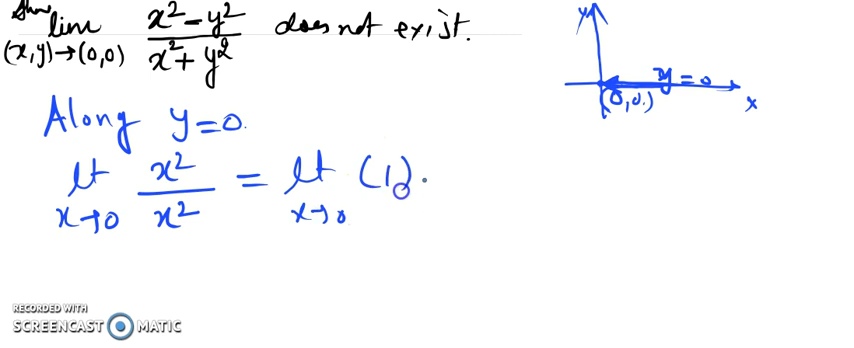 Show lim (x,y)→(0,0) x²-y² / x²+y² does not exist.
Along y=0.
lt x→0 x²/x² = lt x→0 (1).
y
y=0
(0,0)
x
RECORDED WITH
SCREENCAST MATIC